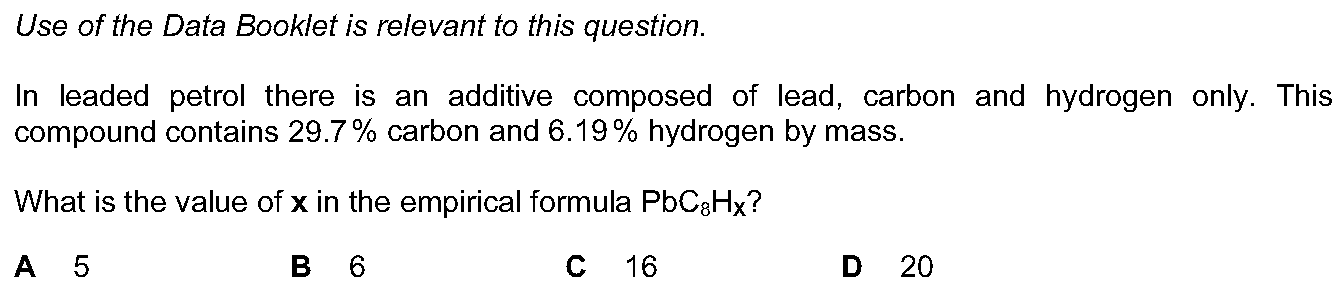 Use of the Data Booklet is relevant to this question.
In leaded petrol there is an additive composed of lead, carbon and hydrogen only. This
compound contains 29.7% carbon and 6.19% hydrogen by mass.
What is the value of x in the empirical formula PbC₈Hₓ?
A 5 B 6 C 16 D 20